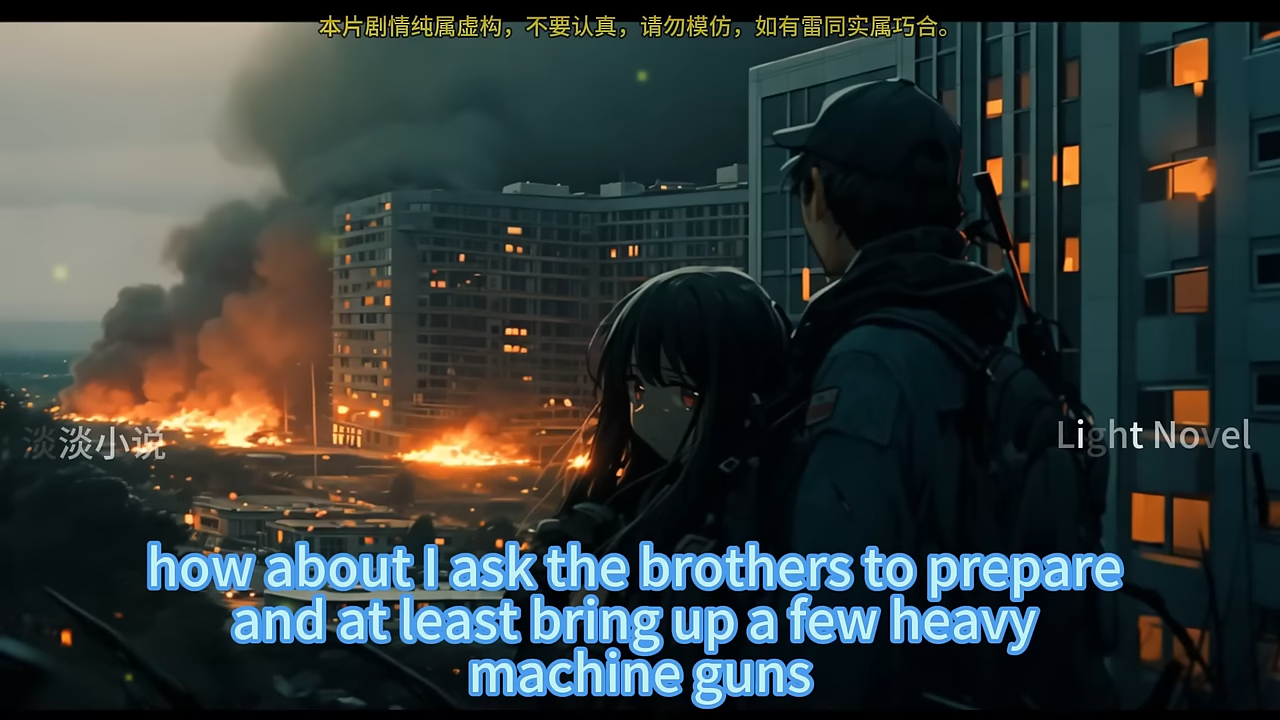 本片剧情纯属虚构，不要认真，请勿模仿，如有雷同实属巧合。
淡淡小说
Light Novel
how about I ask the brothers to prepare
and at least bring up a few heavy
machine guns